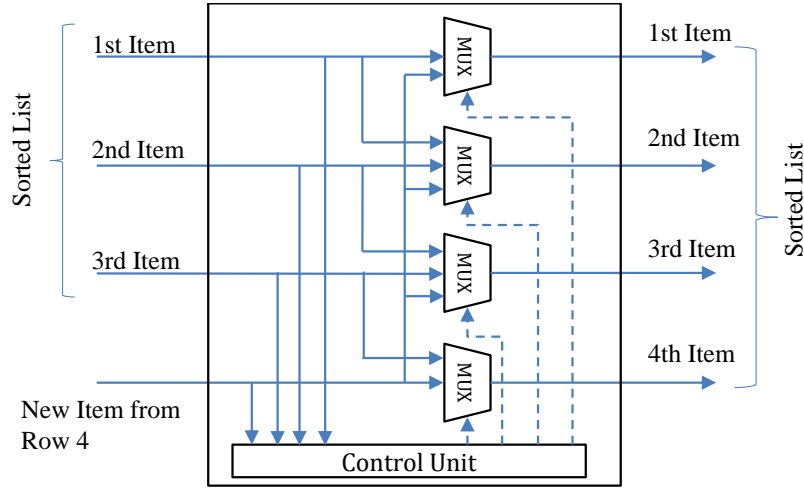 Sorted List
1st Item
2nd Item
3rd Item
New Item from
Row 4
MUX
MUX
MUX
MUX
Control Unit
1st Item
2nd Item
3rd Item
4th Item
Sorted List